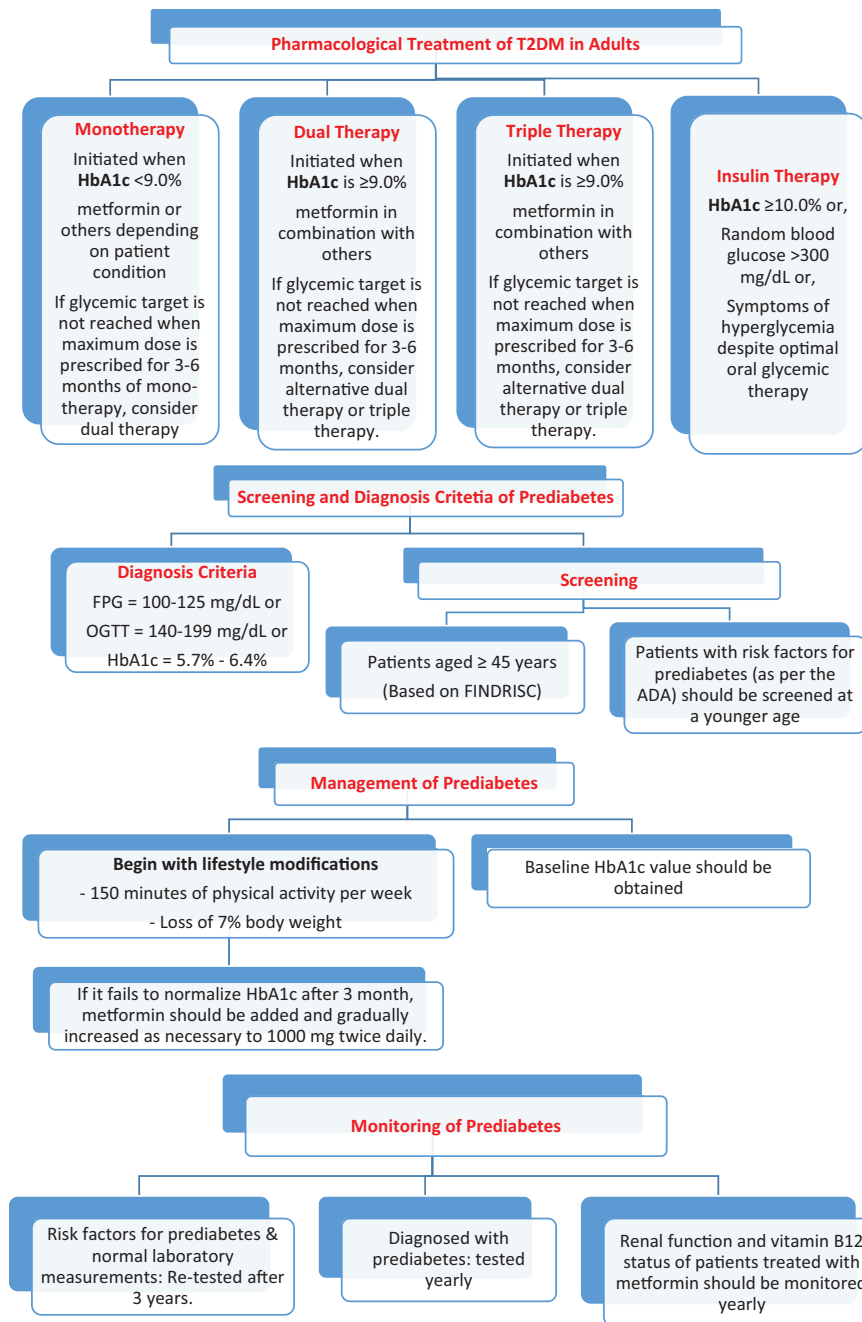 Pharmacological Treatment of T2DM in Adults
Monotherapy
Initiated when
HbA1c <9.0%
metformin or
others depending
on patient
condition
If glycemic target is
not reached when
maximum dose is
prescribed for 3-6
months of mono-
therapy, consider
dual therapy
Dual Therapy
Initiated when
HbA1c is ≥9.0%
metformin in
combination with
others
If glycemic target is
not reached when
maximum dose is
prescribed for 3-6
months, consider
alternative dual
therapy or triple
therapy.
Triple Therapy
Initiated when
HbA1c is ≥9.0%
metformin in
combination with
others
If glycemic target is
not reached when
maximum dose is
prescribed for 3-6
months, consider
alternative dual
therapy or triple
therapy.
Insulin Therapy
HbA1c ≥10.0% or,
Random blood
glucose >300
mg/dL or,
Symptoms of
hyperglycemia
despite optimal
oral glycemic
therapy
Screening and Diagnosis Critetia of Prediabetes
Diagnosis Criteria
FPG = 100-125 mg/dL or
OGTT = 140-199 mg/dL or
HbA1c = 5.7% - 6.4%
Screening
Patients aged ≥ 45 years
(Based on FINDRISC)
Patients with risk factors for
prediabetes (as per the
ADA) should be screened at
a younger age
Management of Prediabetes
Begin with lifestyle modifications
- 150 minutes of physical activity per week
- Loss of 7% body weight
Baseline HbA1c value should be
obtained
If it fails to normalize HbA1c after 3 month,
metformin should be added and gradually
increased as necessary to 1000 mg twice daily.
Monitoring of Prediabetes
Risk factors for prediabetes &
normal laboratory
measurements: Re-tested after
3 years.
Diagnosed with
prediabetes: tested
yearly
Renal function and vitamin B12
status of patients treated with
metformin should be monitored
yearly